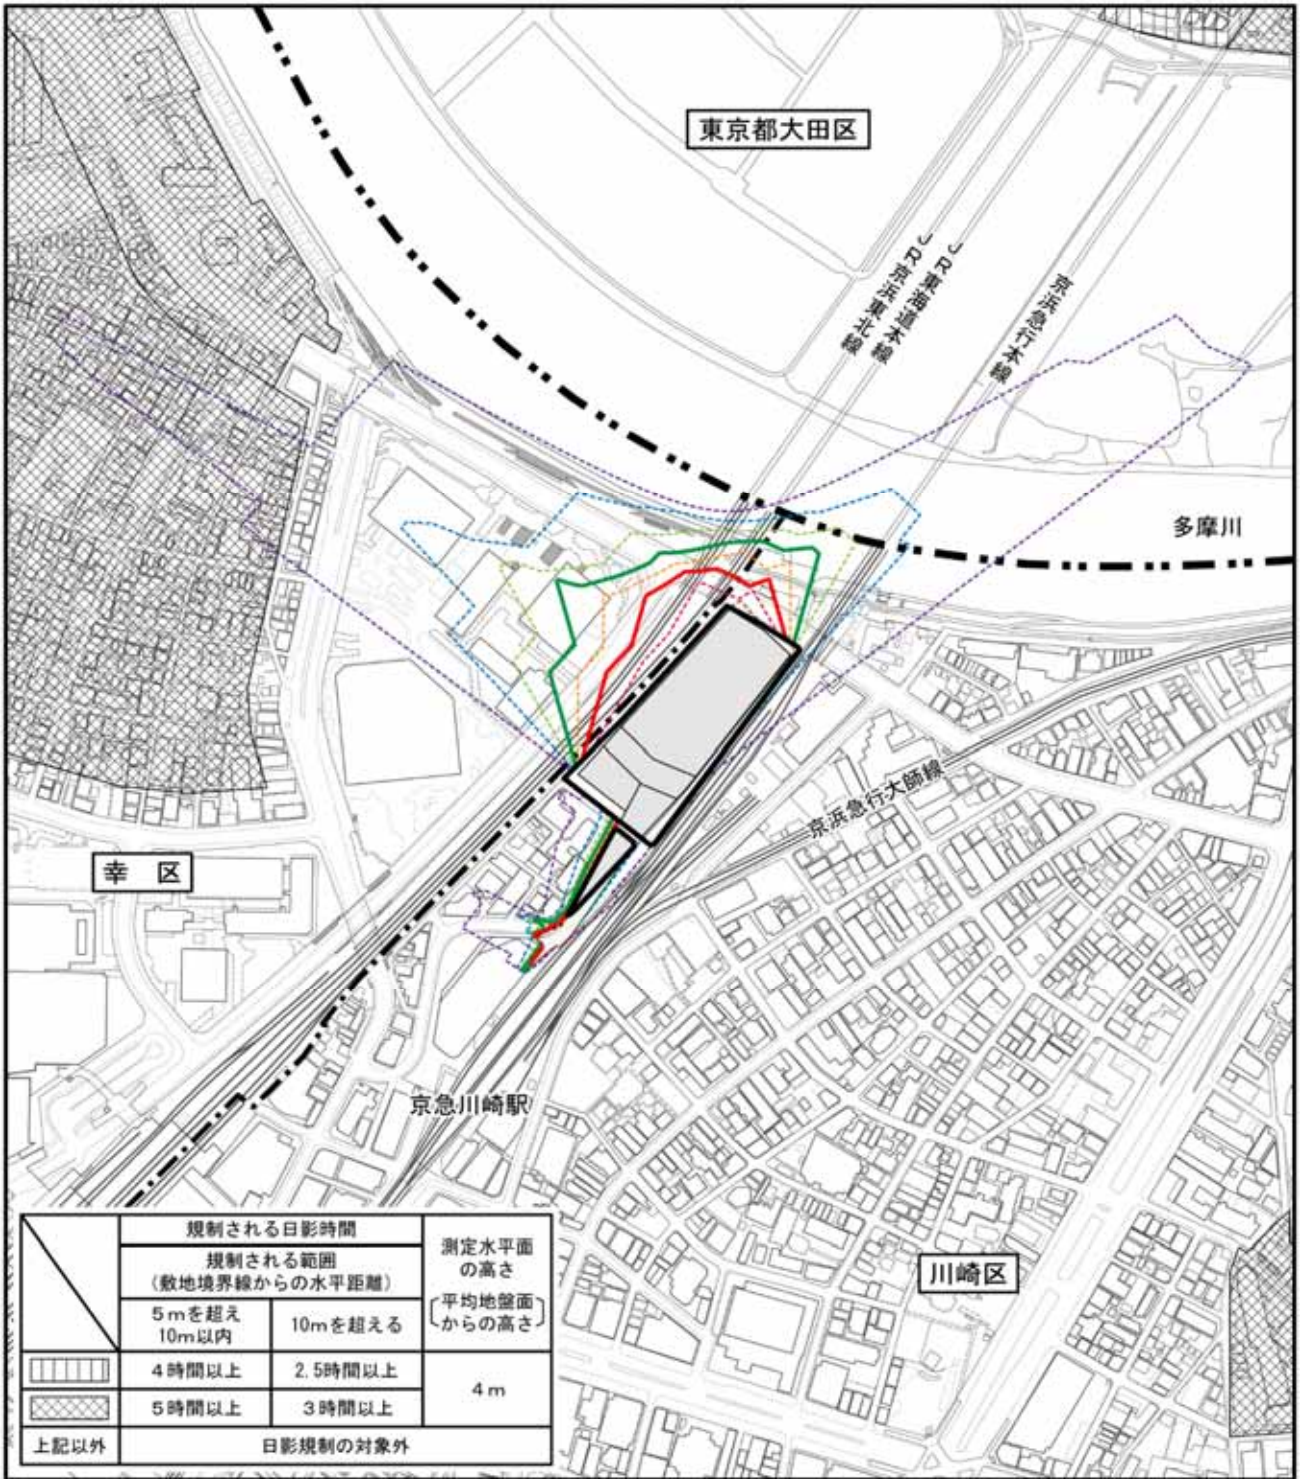 東京都大田区
JR東海道本線
JR京浜東北線
京浜急行本線
多摩川
京浜急行大師線
幸 区
京急川崎駅
川崎区
規制される日影時間
規制される範囲
(敷地境界線からの水平距離)
測定水平面
の高さ
〔平均地盤面
からの高さ〕
5mを超え
10m以内
10mを超える
4時間以上
2.5時間以上
4m
5時間以上
3時間以上
上記以外
日影規制の対象外